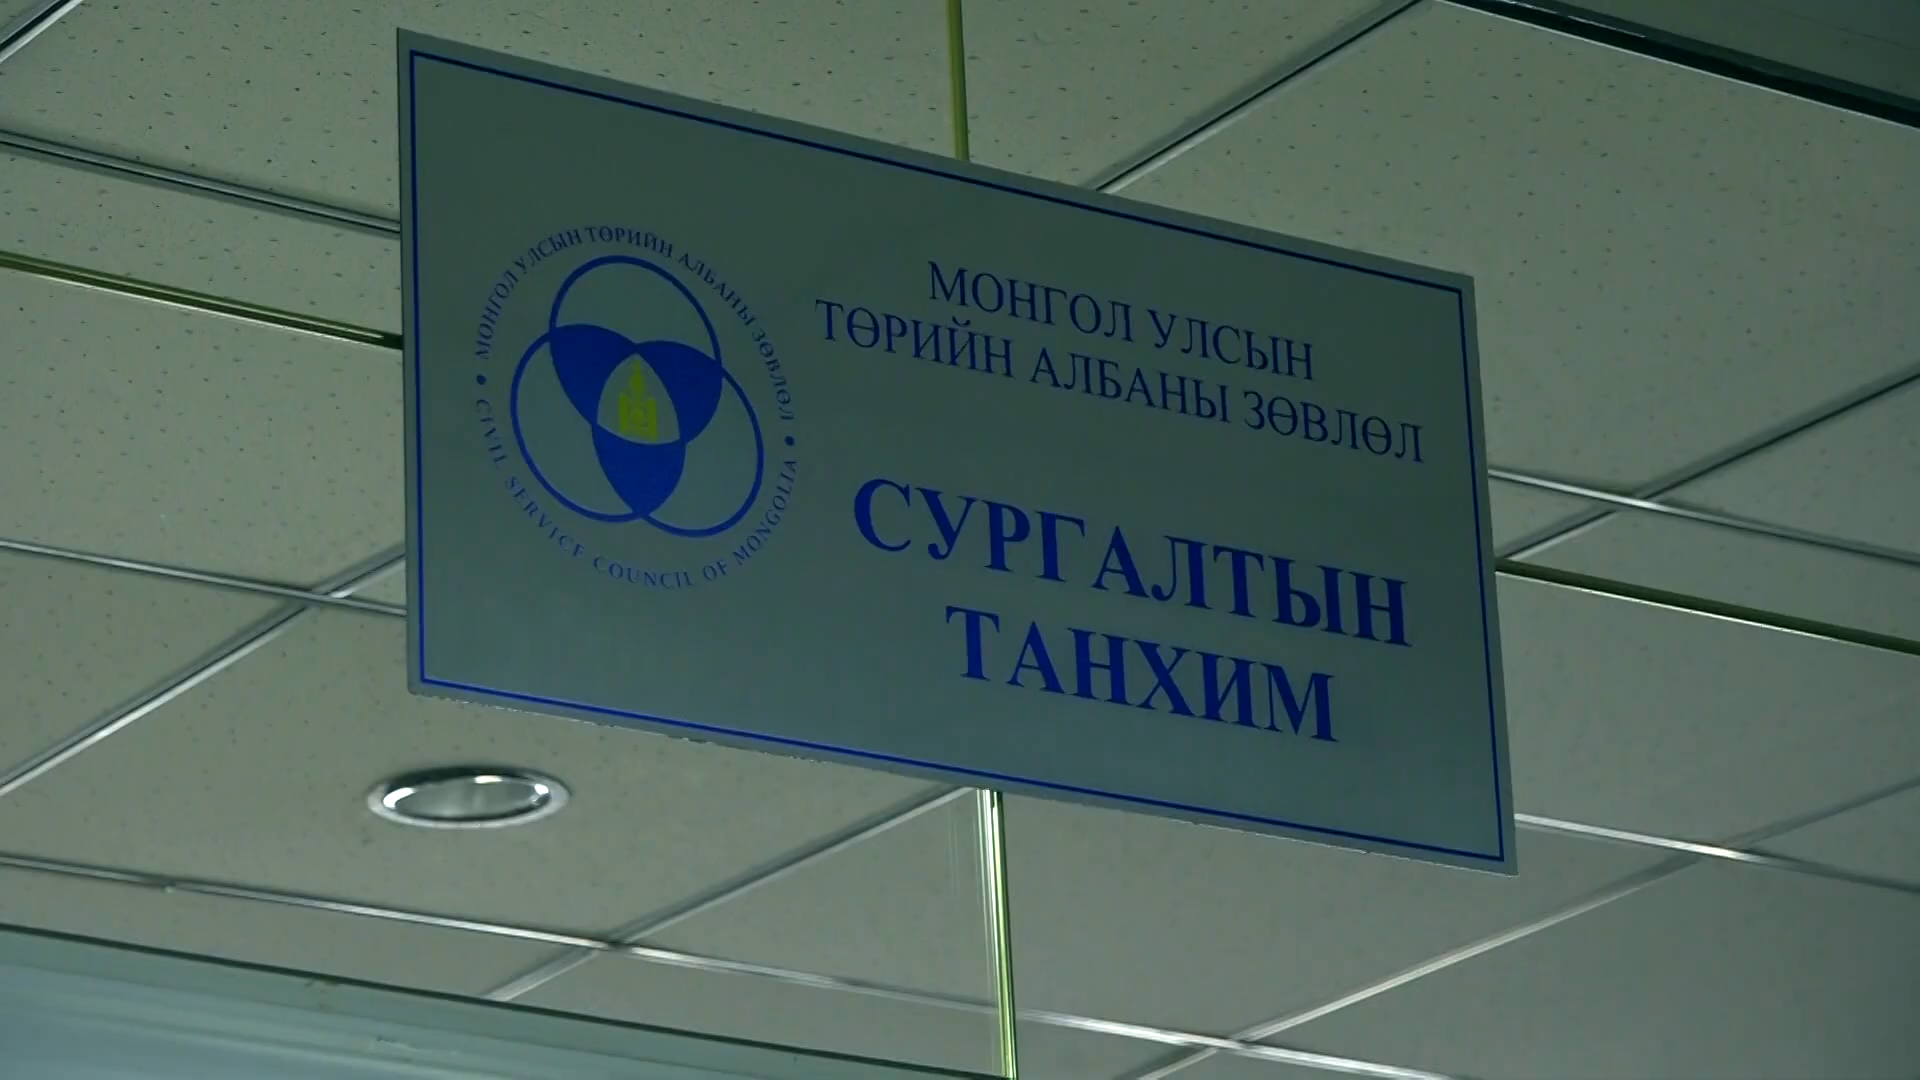 МОНГОЛ УЛСЫН ТӨРИЙН АЛБАНЫ ЗӨВЛӨЛ
CIVIL SERVICE COUNCIL OF MONGOLIA
МОНГОЛ УЛСЫН
ТӨРИЙН АЛБАНЫ ЗӨВЛӨЛ
СУРГАЛТЫН
ТАНХИМ